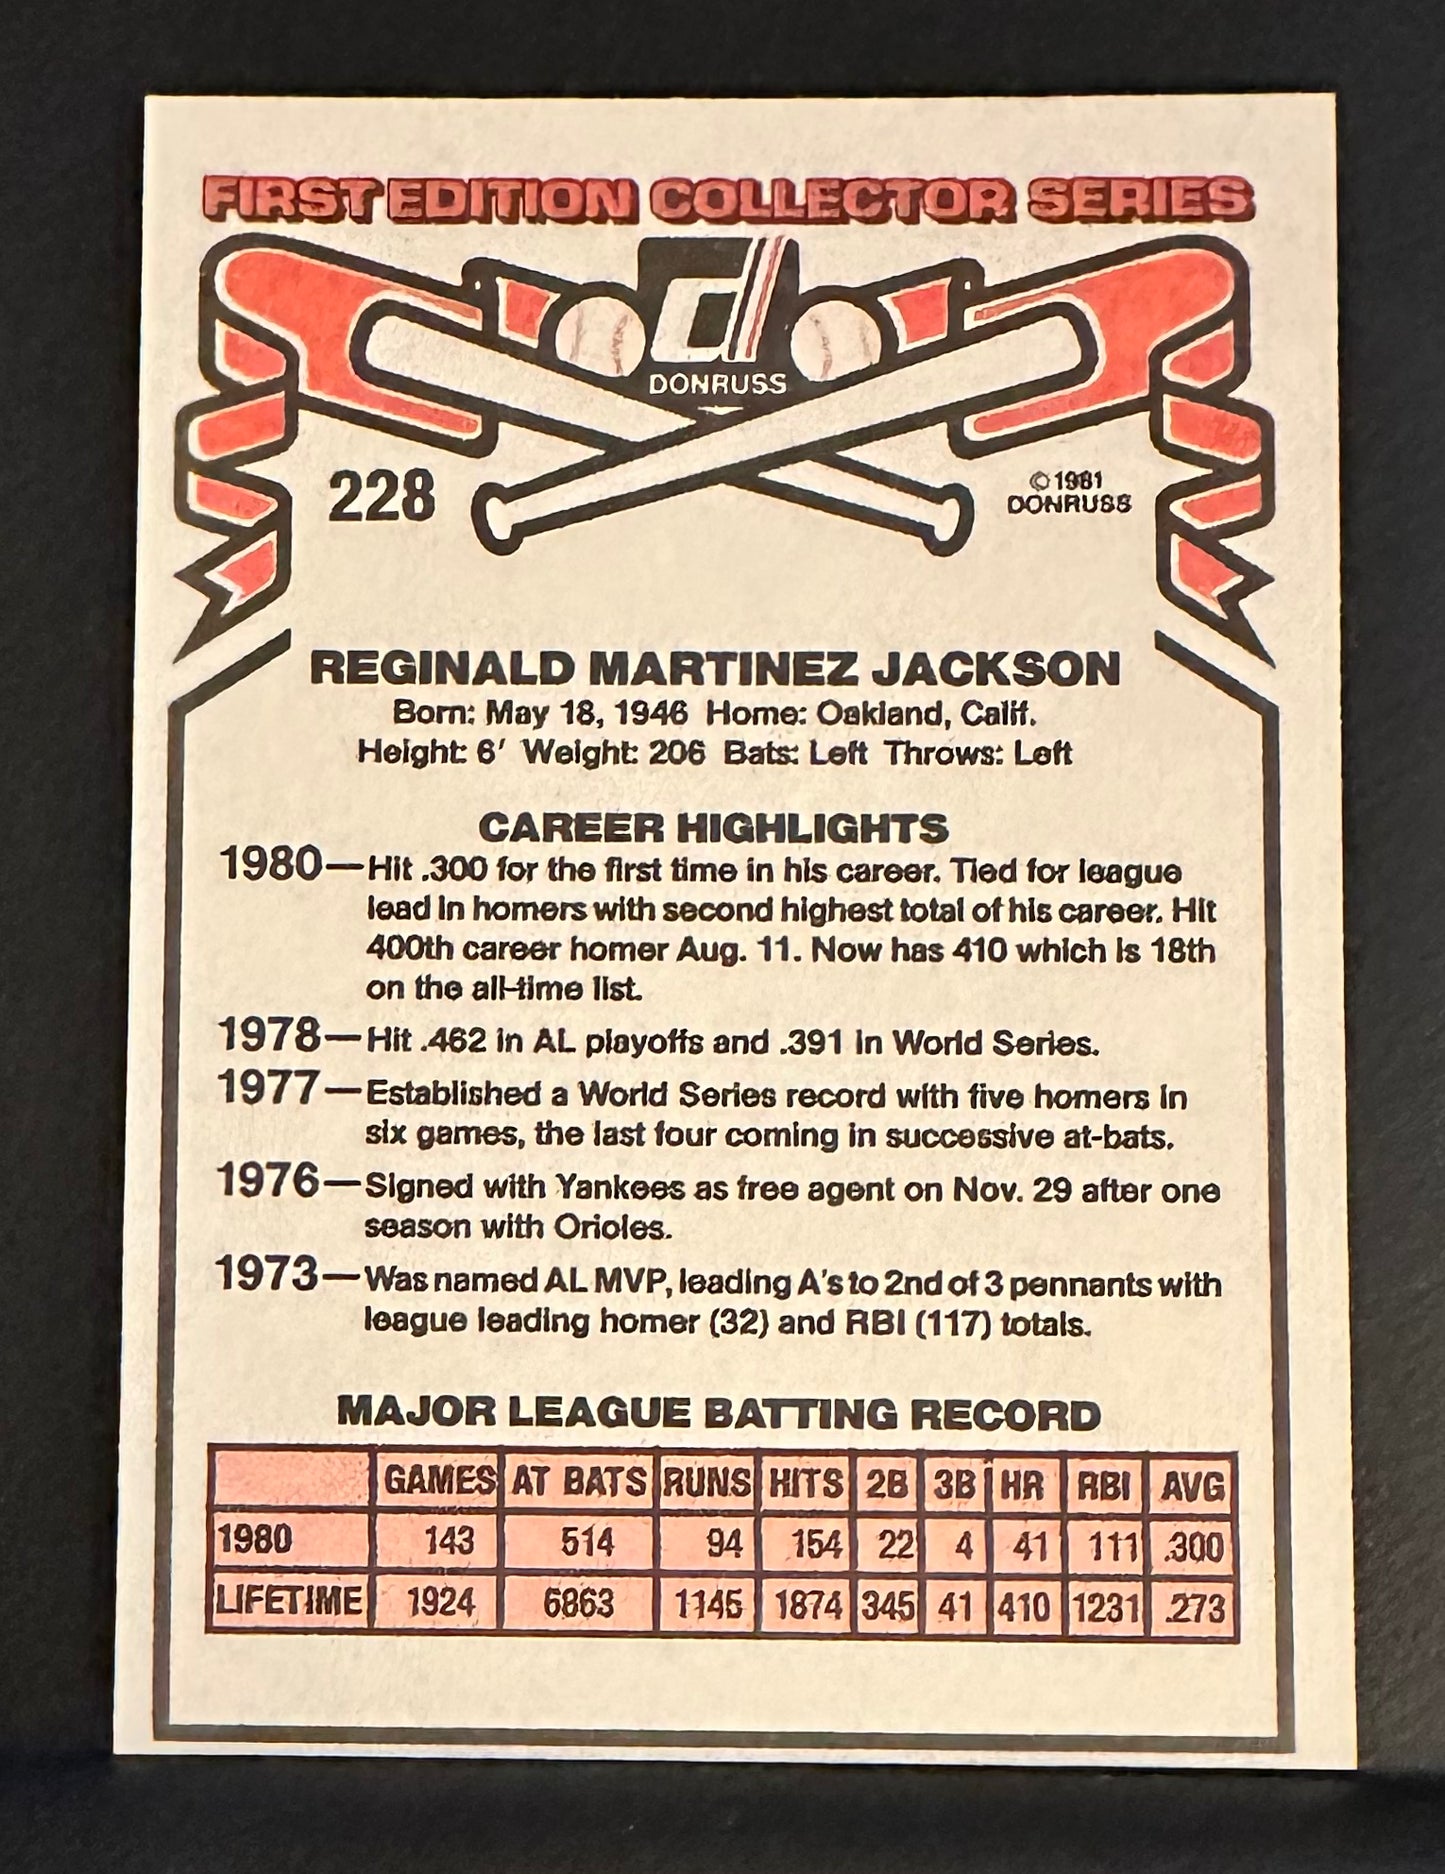 FIRST EDITION COLLECTOR SERIES
DONRUSS
228
©1981
DONRUSS
REGINALD MARTINEZ JACKSON
Born: May 18, 1946 Home: Oakland, Calif.
Height: 6' Weight: 206 Bats: Left Throws: Left
CAREER HIGHLIGHTS
1980—Hit .300 for the first time in his career. Tied for league
lead in homers with second highest total of his career. Hit
400th career homer Aug. 11. Now has 410 which is 18th
on the all-time list.
1978—Hit .462 in AL playoffs and .391 in World Series.
1977—Established a World Series record with five homers in
six games, the last four coming in successive at-bats.
1976—Signed with Yankees as free agent on Nov. 29 after one
season with Orioles.
1973—Was named AL MVP, leading A's to 2nd of 3 pennants with
league leading homer (32) and RBI (117) totals.
MAJOR LEAGUE BATTING RECORD
GAMES AT BATS RUNS HITS 2B 3B HR RBI AVG
1980 143 514 94 154 22 4 41 111 .300
LIFETIME 1924 6863 1145 1874 345 41 410 1231 .273